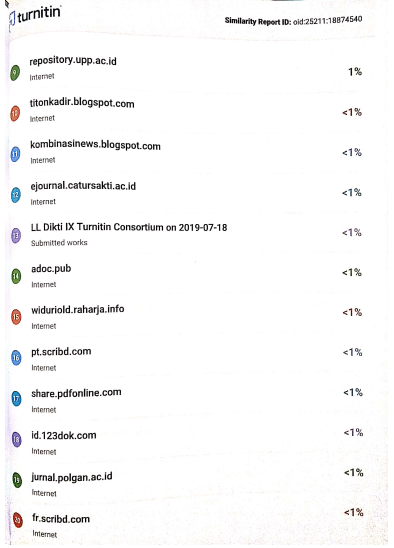 turnitin
Similarity Report ID: oid:25211:18874540
9
repository.upp.ac.id
1%
Internet
10
titonkadir.blogspot.com
<1%
Internet
11
kombinasinews.blogspot.com
<1%
Internet
12
ejournal.catursakti.ac.id
<1%
Internet
13
LL Dikti IX Turnitin Consortium on 2019-07-18
<1%
Submitted works
14
adoc.pub
<1%
Internet
15
widuriold.raharja.info
<1%
Internet
16
pt.scribd.com
<1%
Internet
17
share.pdfonline.com
<1%
Internet
18
id.123dok.com
<1%
Internet
19
jurnal.polgan.ac.id
<1%
Internet
20
fr.scribd.com
<1%
Internet